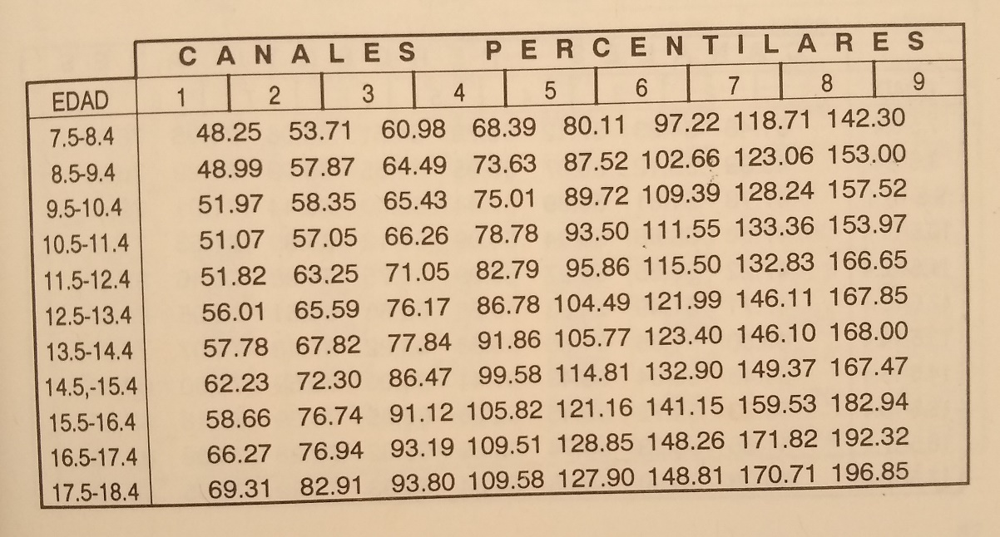 CANALES PERCENTILARES
EDAD 1 2 3 4 5 6 7 8 9
7.5-8.4 48.25 53.71 60.98 68.39 80.11 97.22 118.71 142.30
8.5-9.4 48.99 57.87 64.49 73.63 87.52 102.66 123.06 153.00
9.5-10.4 51.97 58.35 65.43 75.01 89.72 109.39 128.24 157.52
10.5-11.4 51.07 57.05 66.26 78.78 93.50 111.55 133.36 153.97
11.5-12.4 51.82 63.25 71.05 82.79 95.86 115.50 132.83 166.65
12.5-13.4 56.01 65.59 76.17 86.78 104.49 121.99 146.11 167.85
13.5-14.4 57.78 67.82 77.84 91.86 105.77 123.40 146.10 168.00
14.5,-15.4 62.23 72.30 86.47 99.58 114.81 132.90 149.37 167.47
15.5-16.4 58.66 76.74 91.12 105.82 121.16 141.15 159.53 182.94
16.5-17.4 66.27 76.94 93.19 109.51 128.85 148.26 171.82 192.32
17.5-18.4 69.31 82.91 93.80 109.58 127.90 148.81 170.71 196.85